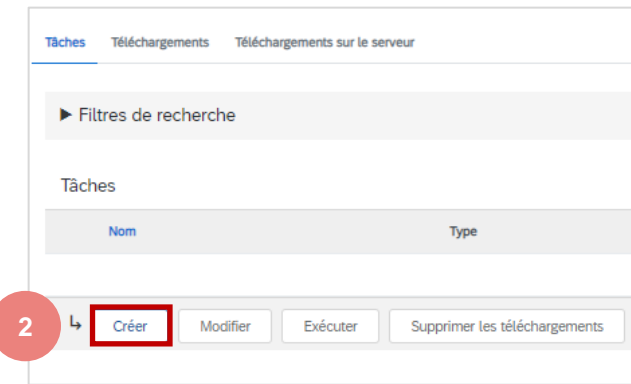 Tâches Téléchargements Téléchargements sur le serveur
Filtres de recherche
Tâches
Nom Type
2 Créer Modifier Exécuter Supprimer les téléchargements